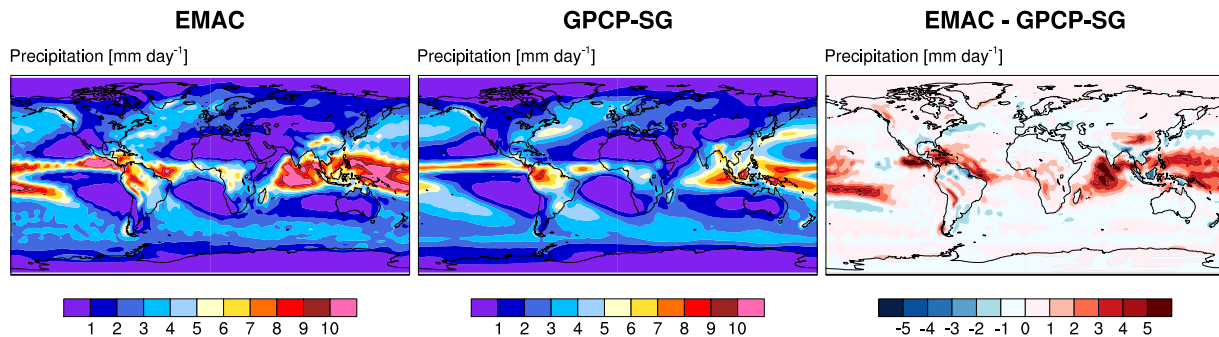 EMAC
GPCP-SG
EMAC - GPCP-SG
Precipitation [mm day⁻¹]
Precipitation [mm day⁻¹]
Precipitation [mm day⁻¹]
1 2 3 4 5 6 7 8 9 10
1 2 3 4 5 6 7 8 9 10
-5 -4 -3 -2 -1 0 1 2 3 4 5